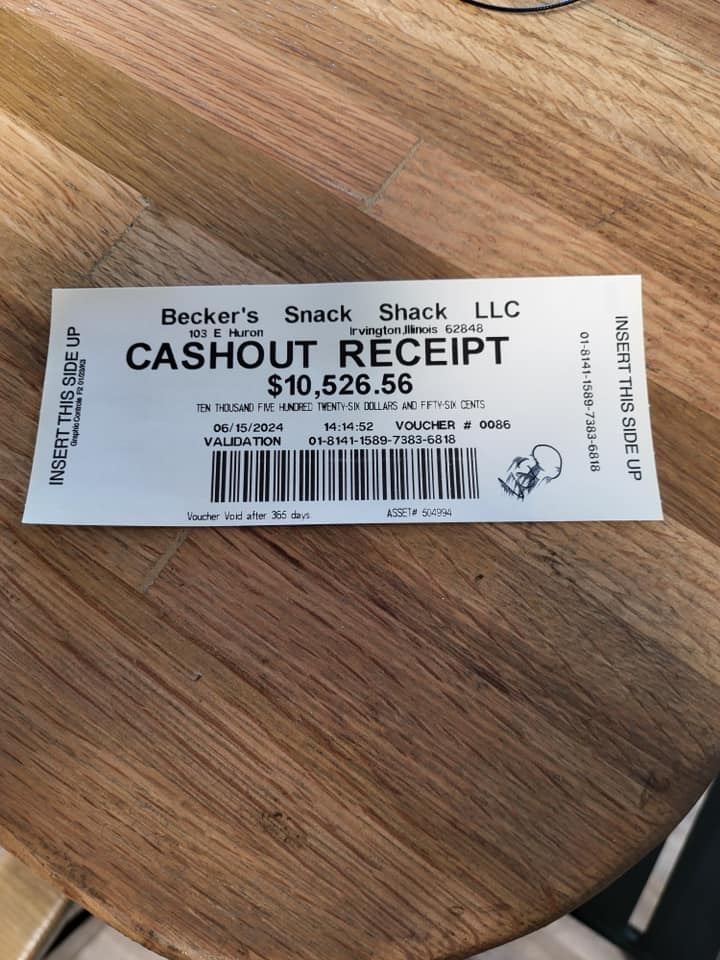 Becker's Snack Shack LLC
103 E Huron Irvington,Illinois 62848
CASHOUT RECEIPT
$10,526.56
TEN THOUSAND FIVE HUNDRED TWENTY-SIX DOLLARS AND FIFTY-SIX CENTS
06/15/2024 14:14:52 VOUCHER # 0086
VALIDATION 01-8141-1589-7383-6818
Voucher Void after 365 days ASSET# 504994
INSERT THIS SIDE UP
Graphic Controls
01-8141-1589-7383-6818
INSERT THIS SIDE UP